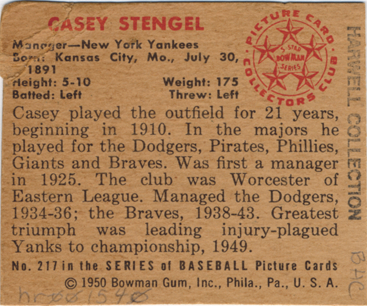 CASEY STENGEL
Manager—New York Yankees
Born: Kansas City, Mo., July 30,
1891
Height: 5-10 Weight: 175
Batted: Left Threw: Left
PICTURE CARD
COLLECTORS CLUB
5 STAR
BOWMAN
SERIES
Casey played the outfield for 21 years,
beginning in 1910. In the majors he
played for the Dodgers, Pirates, Phillies,
Giants and Braves. Was first a manager
in 1925. The club was Worcester of
Eastern League. Managed the Dodgers,
1934-36; the Braves, 1938-43. Greatest
triumph was leading injury-plagued
Yanks to championship, 1949.
No. 217 in the SERIES of BASEBALL Picture Cards
© 1950 Bowman Gum, Inc., Phila., Pa., U. S. A.
HARWELL COLLECTION
BAC